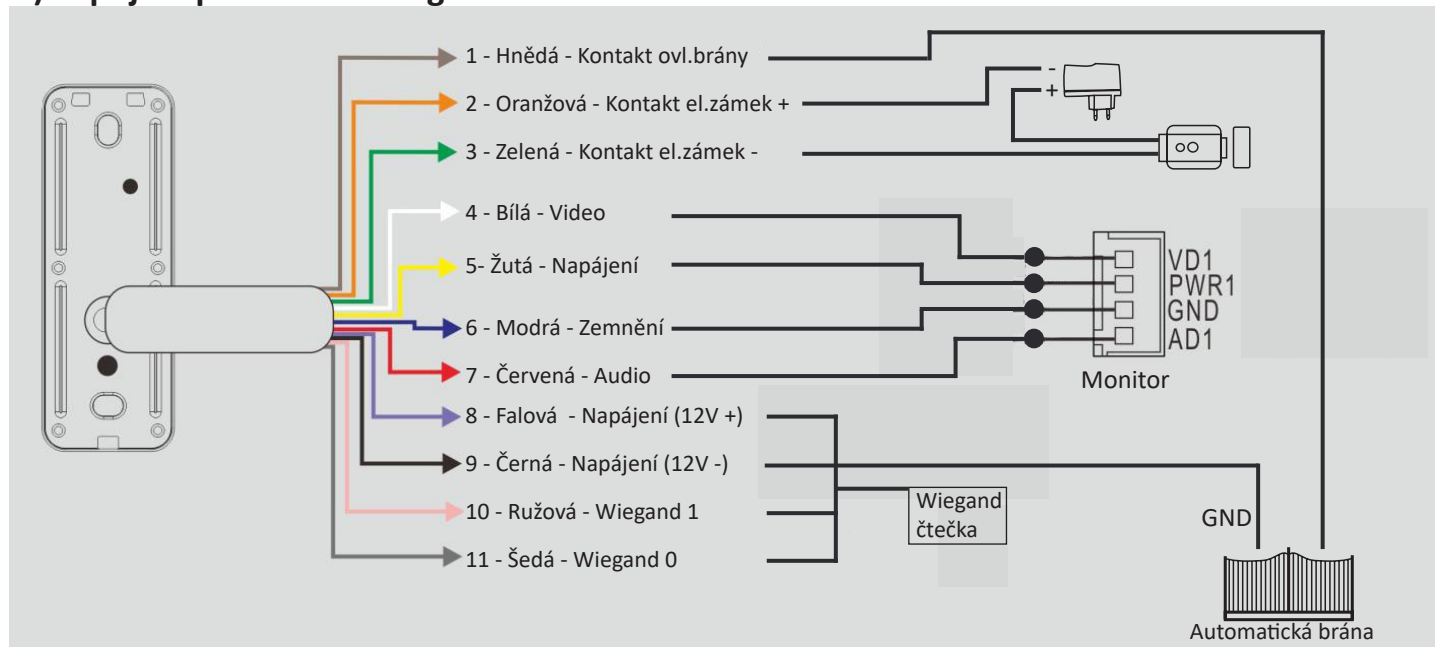 1 - Hnědá - Kontakt ovl.brány
2 - Oranžová - Kontakt el.zámek +
3 - Zelená - Kontakt el.zámek -
4 - Bílá - Video
5- Žutá - Napájení
6 - Modrá - Zemnění
7 - Červená - Audio
8 - Falová - Napájení (12V +)
9 - Černá - Napájení (12V -)
10 - Ružová - Wiegand 1
11 - Šedá - Wiegand 0
-
+
VD1
PWR1
GND
AD1
Monitor
Wiegand
čtečka
GND
Automatická brána